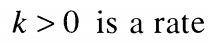 k > 0 is a rate